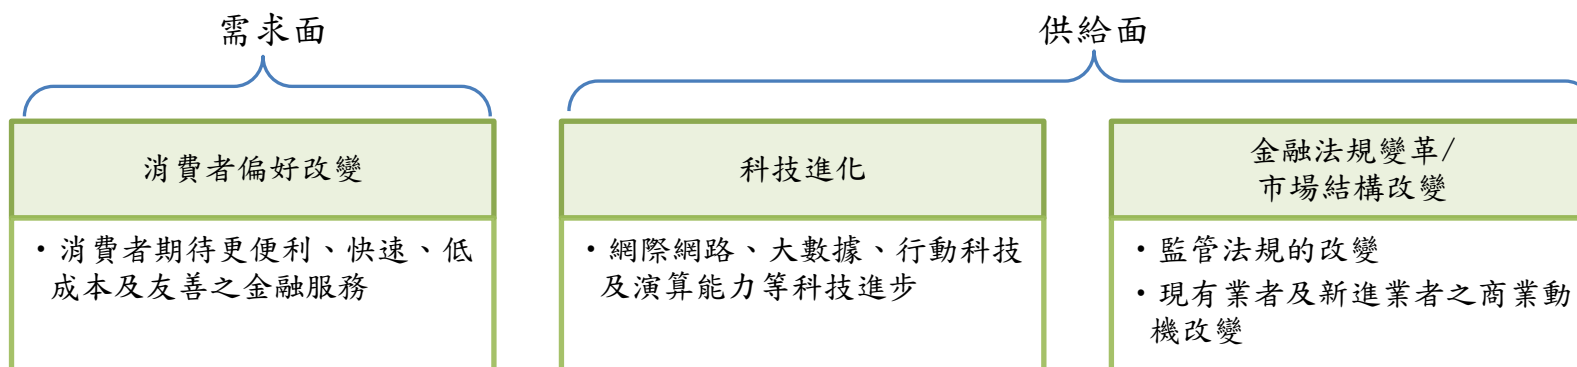 需求面
供給面
消費者偏好改變
・消費者期待更便利、快速、低
成本及友善之金融服務
科技進化
・網際網路、大數據、行動科技
及演算能力等科技進步
金融法規變革/
市場結構改變
・監管法規的改變
・現有業者及新進業者之商業動
機改變